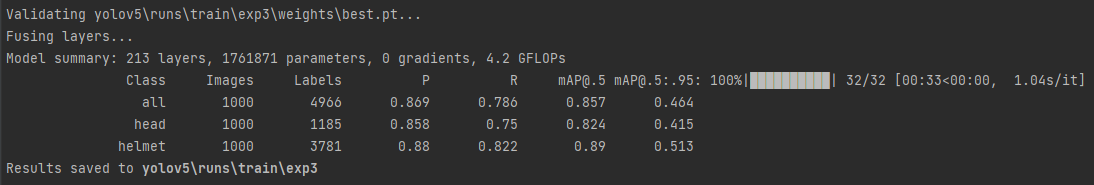 Validating yolov5\runs\train\exp3\weights\best.pt...
Fusing layers...
Model summary: 213 layers, 1761871 parameters, 0 gradients, 4.2 GFLOPs
Class Images Labels P R mAP@.5 mAP@.5:.95: 100%|██████████| 32/32 [00:33<00:00, 1.04s/it]
all 1000 4966 0.869 0.786 0.857 0.464
head 1000 1185 0.858 0.75 0.824 0.415
helmet 1000 3781 0.88 0.822 0.89 0.513
Results saved to yolov5\runs\train\exp3